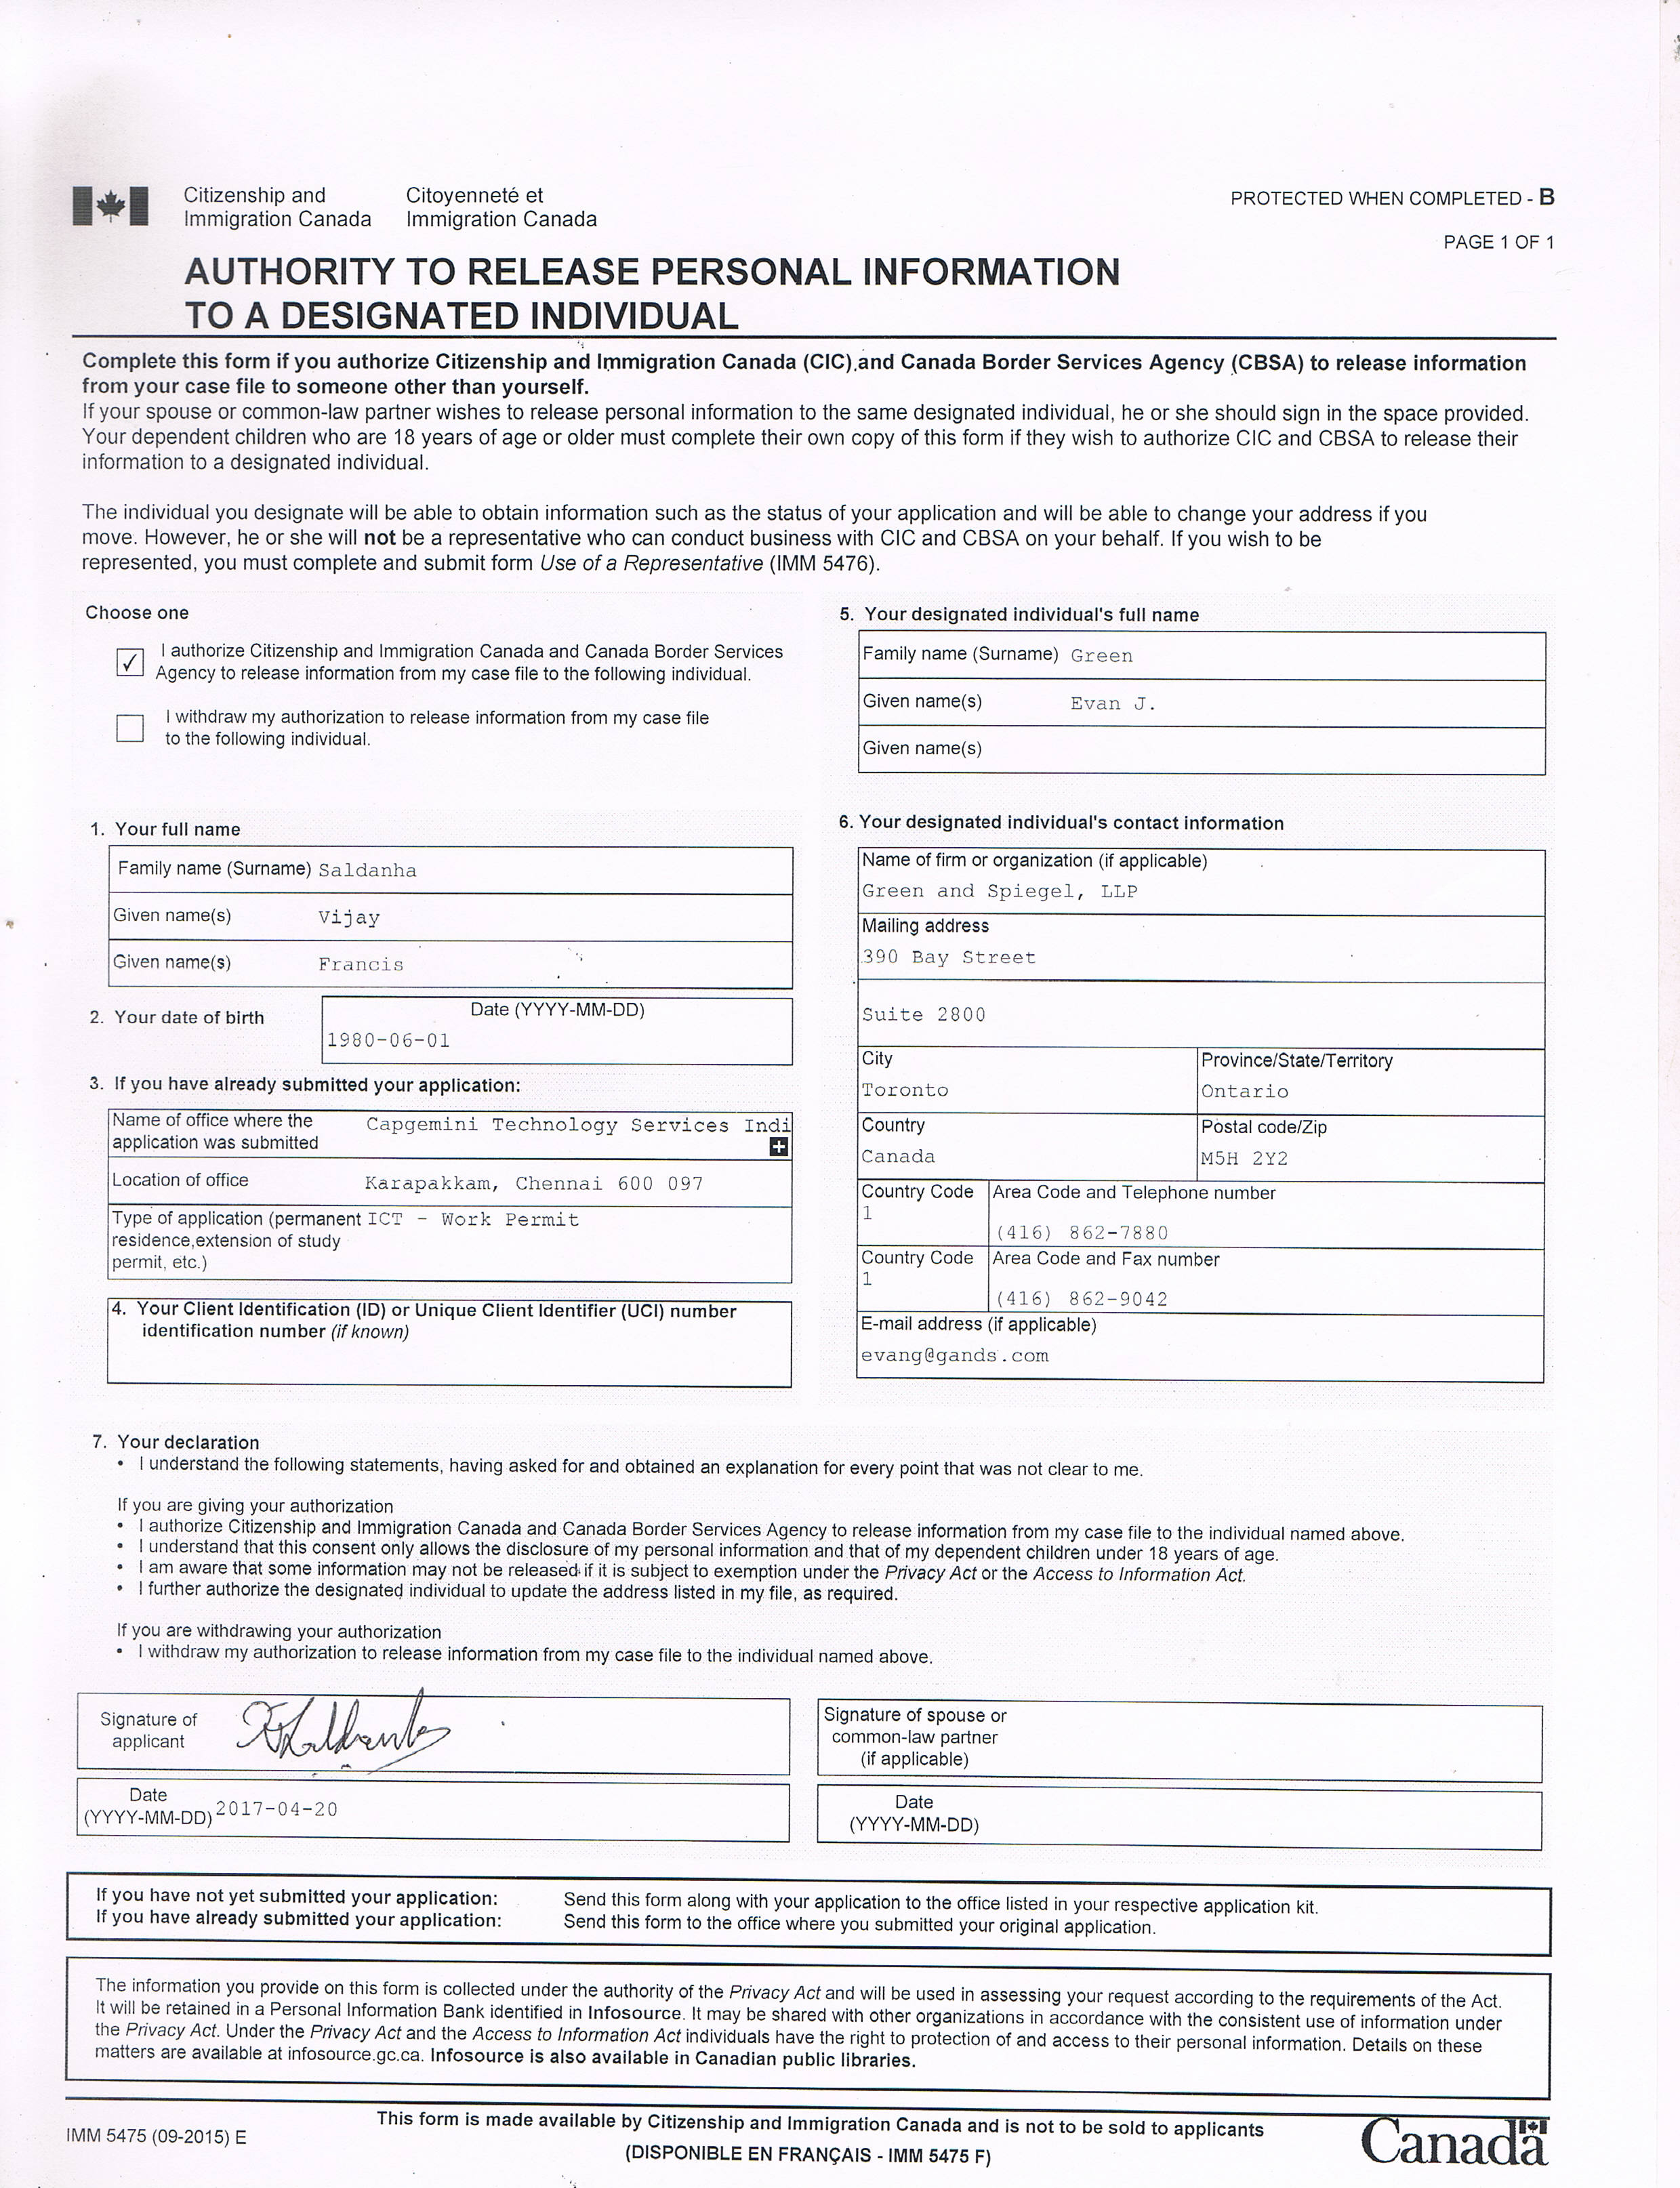 Citizenship and Immigration Canada
Citoyenneté et Immigration Canada
PROTECTED WHEN COMPLETED - B
PAGE 1 OF 1
AUTHORITY TO RELEASE PERSONAL INFORMATION
TO A DESIGNATED INDIVIDUAL
Complete this form if you authorize Citizenship and Immigration Canada (CIC) and Canada Border Services Agency (CBSA) to release information
from your case file to someone other than yourself.
If your spouse or common-law partner wishes to release personal information to the same designated individual, he or she should sign in the space provided.
Your dependent children who are 18 years of age or older must complete their own copy of this form if they wish to authorize CIC and CBSA to release their
information to a designated individual.
The individual you designate will be able to obtain information such as the status of your application and will be able to change your address if you
move. However, he or she will not be a representative who can conduct business with CIC and CBSA on your behalf. If you wish to be
represented, you must complete and submit form Use of a Representative (IMM 5476).
Choose one
✓ I authorize Citizenship and Immigration Canada and Canada Border Services
Agency to release information from my case file to the following individual.
I withdraw my authorization to release information from my case file
to the following individual.
1. Your full name
Family name (Surname) Saldanha
Given name(s) Vijay
Given name(s) Francis
2. Your date of birth
Date (YYYY-MM-DD)
1980-06-01
3. If you have already submitted your application:
Name of office where the Capgemini Technology Services Indi
application was submitted
Location of office Karapakkam, Chennai 600 097
Type of application (permanent ICT - Work Permit
residence,extension of study
permit, etc.)
4. Your Client Identification (ID) or Unique Client Identifier (UCI) number
identification number (if known)
5. Your designated individual's full name
Family name (Surname) Green
Given name(s) Evan J.
Given name(s)
6. Your designated individual's contact information
Name of firm or organization (if applicable)
Green and Spiegel, LLP
Mailing address
390 Bay Street
Suite 2800
City
Toronto
Province/State/Territory
Ontario
Country
Canada
Postal code/Zip
M5H 2Y2
Country Code
1
Area Code and Telephone number
(416) 862-7880
Country Code
1
Area Code and Fax number
(416) 862-9042
E-mail address (if applicable)
evang@gands.com
7. Your declaration
• I understand the following statements, having asked for and obtained an explanation for every point that was not clear to me.
If you are giving your authorization
• I authorize Citizenship and Immigration Canada and Canada Border Services Agency to release information from my case file to the individual named above.
• I understand that this consent only allows the disclosure of my personal information and that of my dependent children under 18 years of age.
• I am aware that some information may not be released if it is subject to exemption under the Privacy Act or the Access to Information Act.
• I further authorize the designated individual to update the address listed in my file, as required.
If you are withdrawing your authorization
• I withdraw my authorization to release information from my case file to the individual named above.
Signature of
applicant
Date
(YYYY-MM-DD) 2017-04-20
Signature of spouse or
common-law partner
(if applicable)
Date
(YYYY-MM-DD)
If you have not yet submitted your application: Send this form along with your application to the office listed in your respective application kit.
If you have already submitted your application: Send this form to the office where you submitted your original application.
The information you provide on this form is collected under the authority of the Privacy Act and will be used in assessing your request according to the requirements of the Act.
It will be retained in a Personal Information Bank identified in Infosource. It may be shared with other organizations in accordance with the consistent use of information under
the Privacy Act. Under the Privacy Act and the Access to Information Act individuals have the right to protection of and access to their personal information. Details on these
matters are available at infosource.gc.ca. Infosource is also available in Canadian public libraries.
IMM 5475 (09-2015) E
This form is made available by Citizenship and Immigration Canada and is not to be sold to applicants
(DISPONIBLE EN FRANÇAIS - IMM 5475 F)
Canada